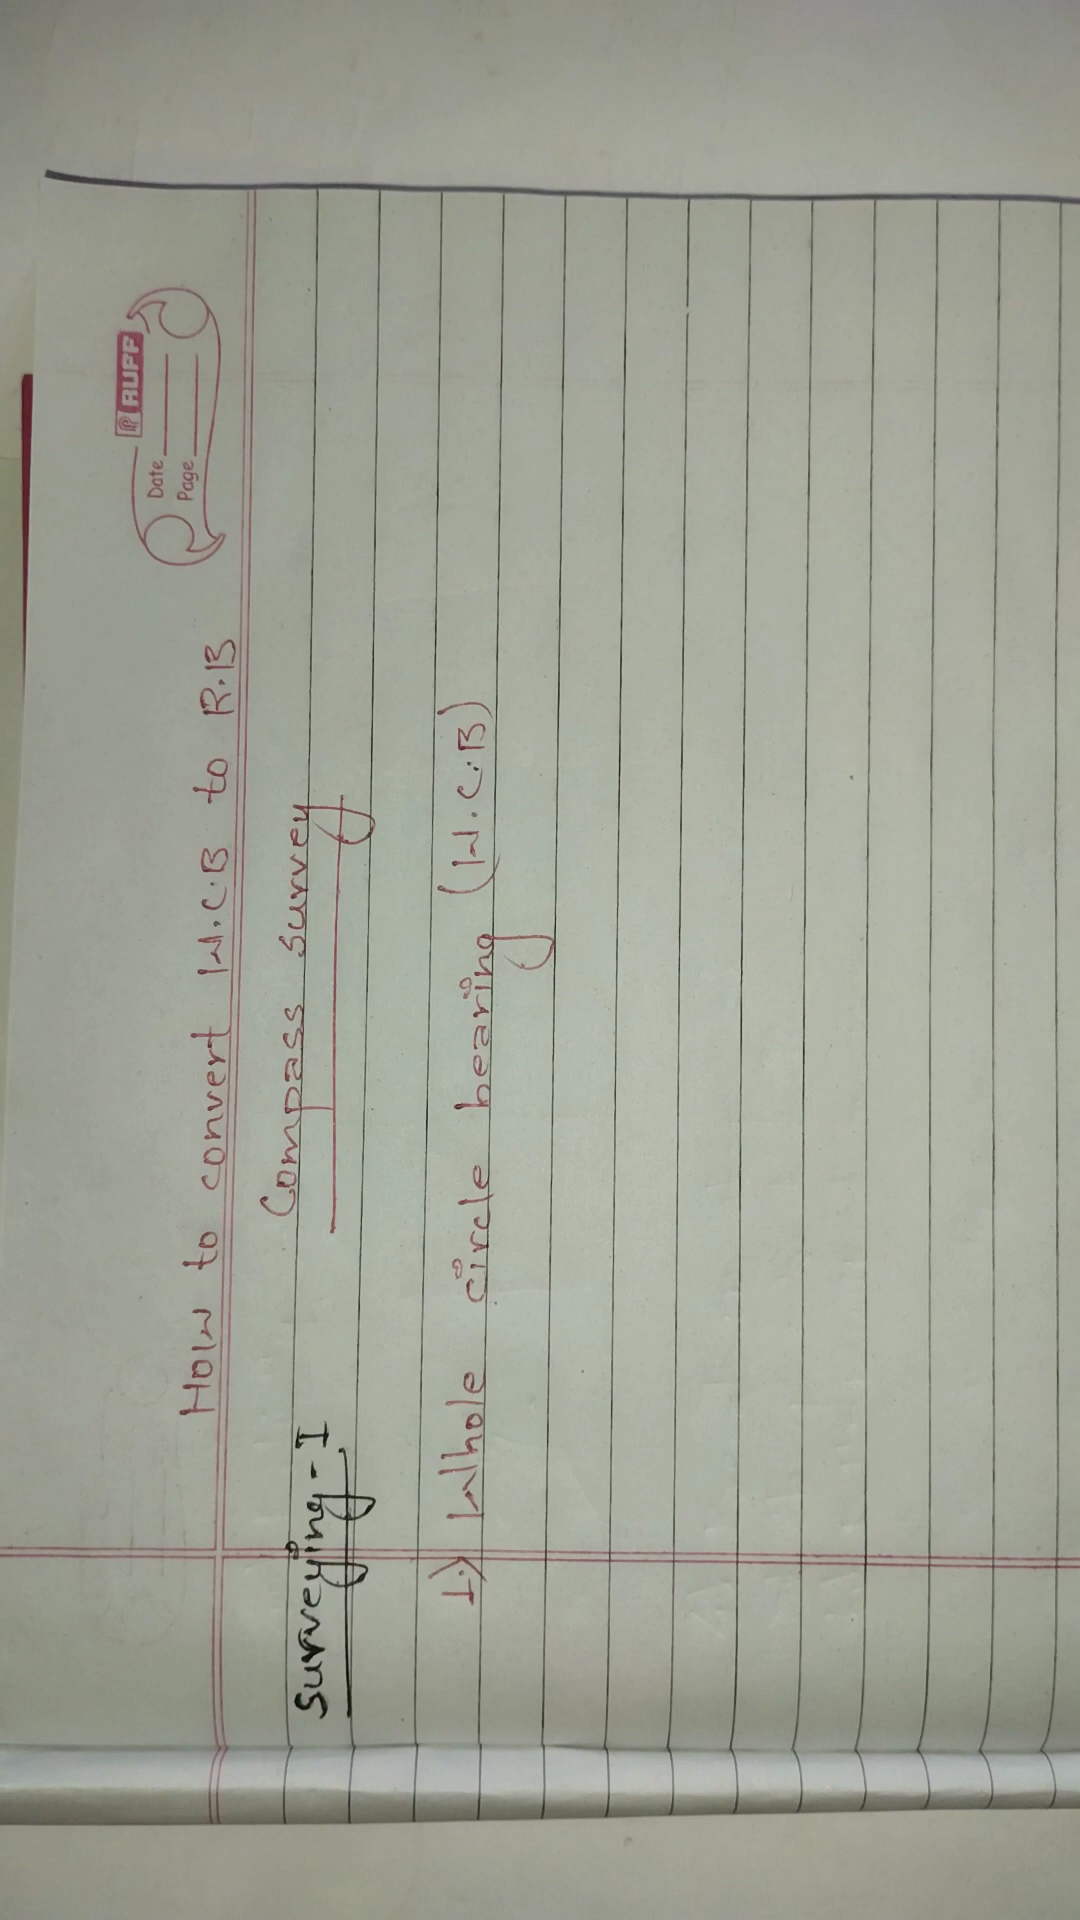 RUFF
Date
Page
How to convert W.C.B to R.B
Surveying-I Compass survey
1.) Whole circle bearing (W.C.B)